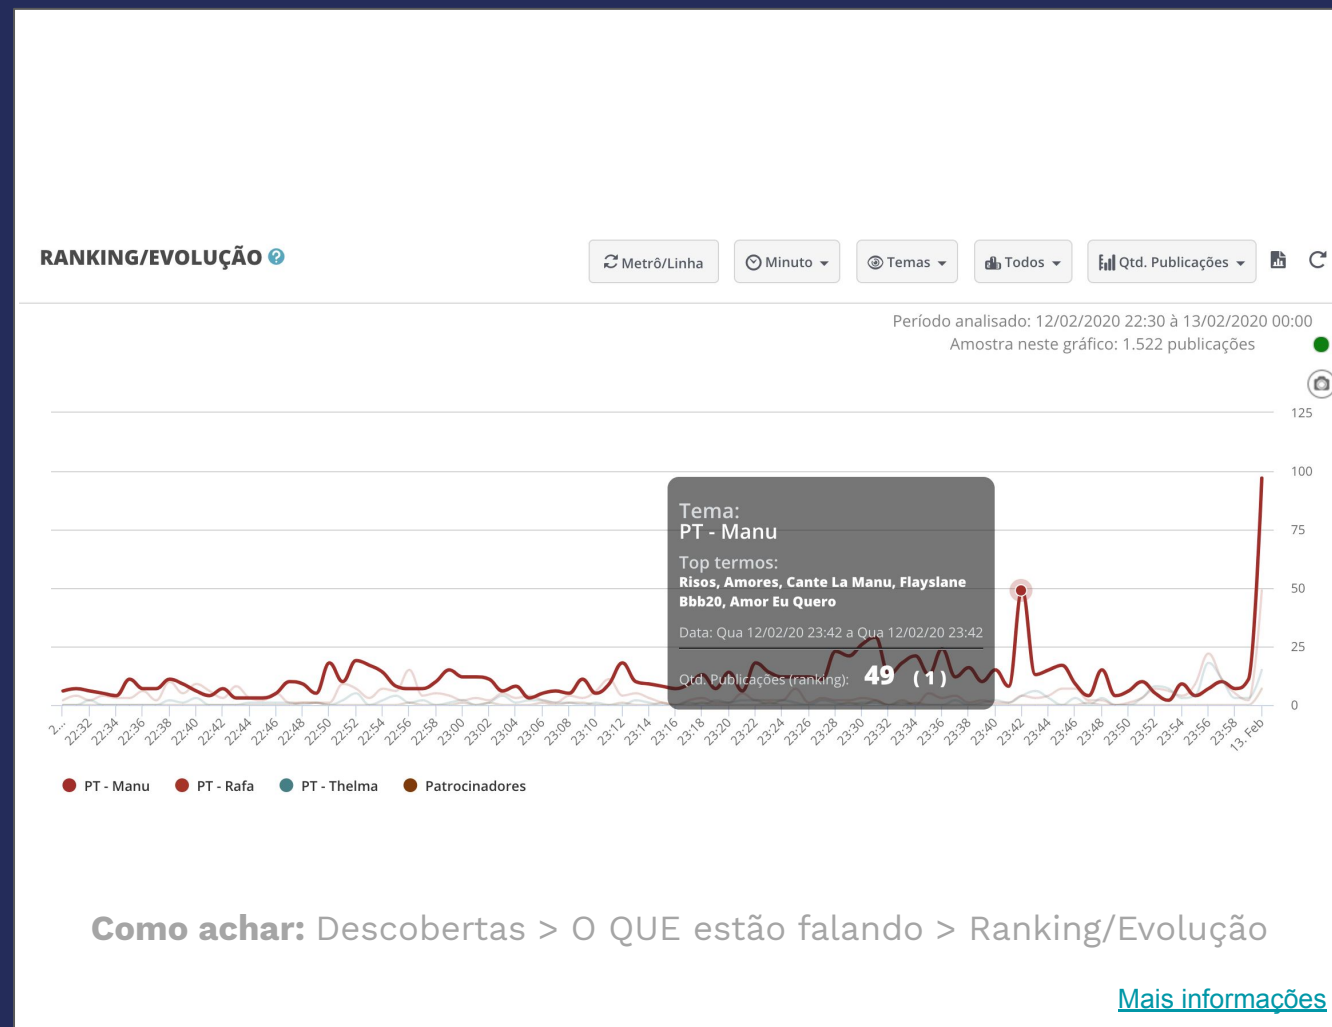 RANKING/EVOLUÇÃO ?
Metrô/Linha
Minuto
Temas
Todos
Qtd. Publicações
Período analisado: 12/02/2020 22:30 à 13/02/2020 00:00
Amostra neste gráfico: 1.522 publicações
125
100
75
50
25
0
Tema:
PT - Manu
Top termos:
Risos, Amores, Cante La Manu, Flayslane
Bbb20, Amor Eu Quero
Data: Qua 12/02/20 23:42 a Qua 12/02/20 23:42
Qtd. Publicações (ranking): 49 (1)
2... 22:32 22:34 22:36 22:38 22:40 22:42 22:44 22:46 22:48 22:50 22:52 22:54 22:56 22:58 23:00 23:02 23:04 23:06 23:08 23:10 23:12 23:14 23:16 23:18 23:20 23:22 23:24 23:26 23:28 23:30 23:32 23:34 23:36 23:38 23:40 23:42 23:44 23:46 23:48 23:50 23:52 23:54 23:56 23:58 13. Feb
PT - Manu PT - Rafa PT - Thelma Patrocinadores
Como achar: Descobertas > O QUE estão falando > Ranking/Evolução
Mais informações